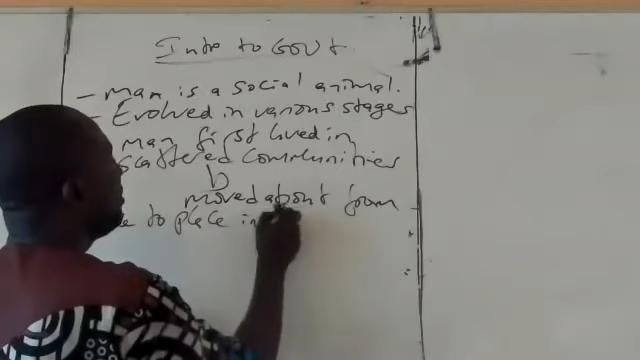 Intro to GOVT.
- Man is a social animal.
- Evolved in various stages
man first lived in
scattered communities
moved about from
to place in